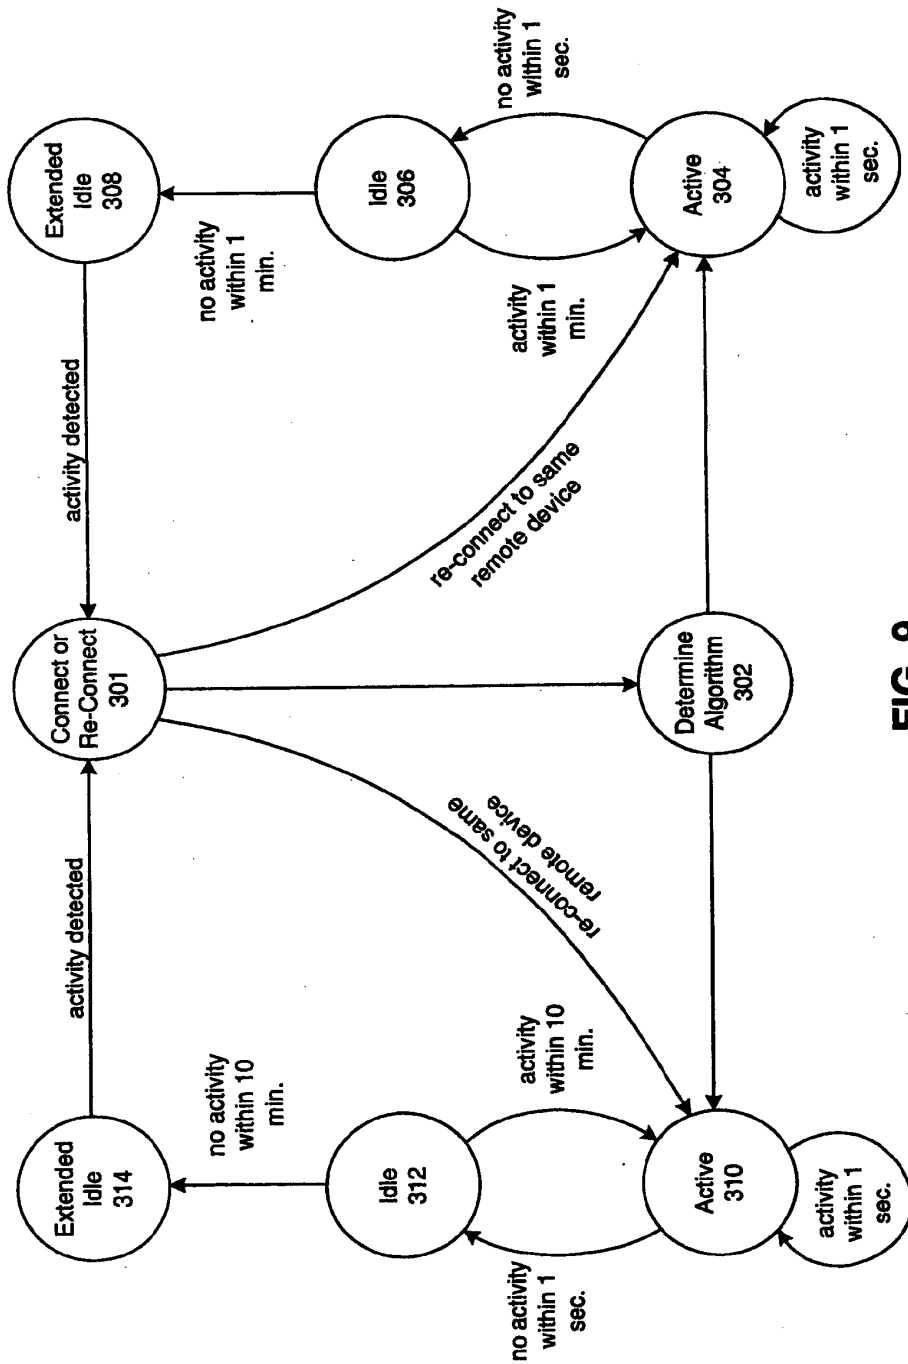 Extended
Idle
314
activity detected
Connect or
Re-Connect
301
activity detected
Extended
Idle
308
no activity
within 10
min.
no activity
within 1
min.
Idle
312
activity
within 10
min.
re-connect to same
remote device
re-connect to same
remote device
activity
within 1
min.
Idle
306
no activity
within 1
sec.
no activity
within 1
sec.
Active
310
Determine
Algorithm
302
Active
304
activity
within 1
sec.
activity
within 1
sec.